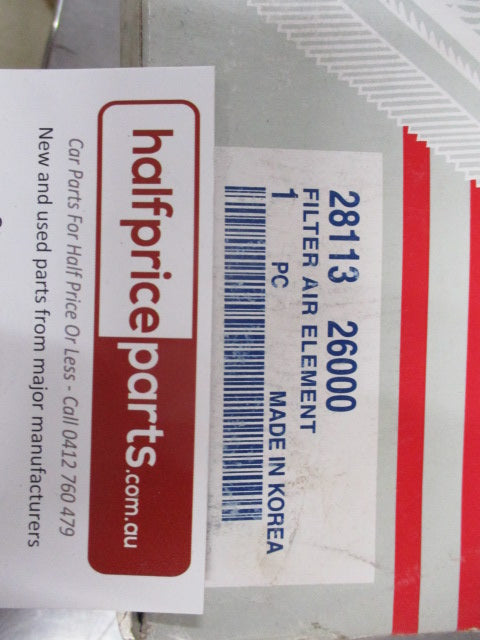 halfpriceparts.com.au
Car Parts For Half Price Or Less - Call 0412 760 479
New and used parts from major manufacturers
28113 26000
FILTER AIR ELEMENT
1 PC MADE IN KOREA